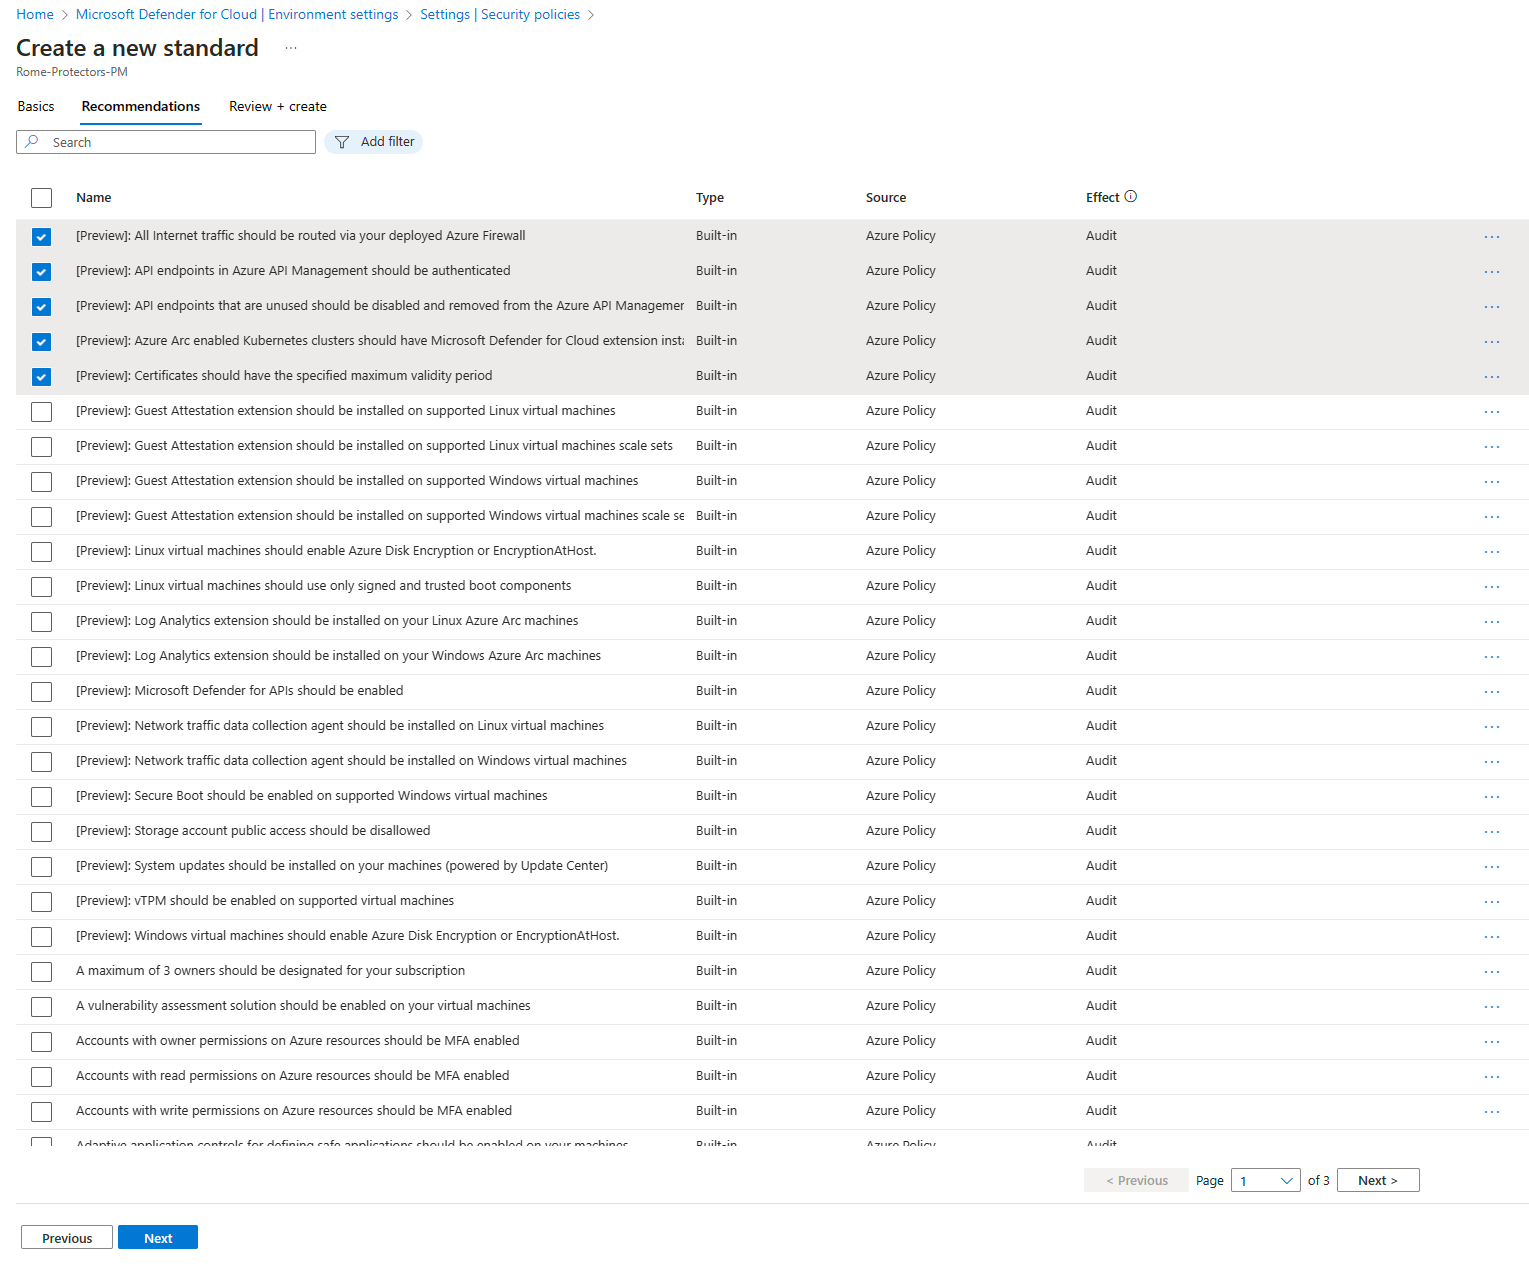 Home > Microsoft Defender for Cloud | Environment settings > Settings | Security policies >
Create a new standard ...
Rome-Protectors-PM
Basics Recommendations Review + create
Search Add filter
Name Type Source Effect
[Preview]: All Internet traffic should be routed via your deployed Azure Firewall Built-in Azure Policy Audit ...
[Preview]: API endpoints in Azure API Management should be authenticated Built-in Azure Policy Audit ...
[Preview]: API endpoints that are unused should be disabled and removed from the Azure API Managemer Built-in Azure Policy Audit ...
[Preview]: Azure Arc enabled Kubernetes clusters should have Microsoft Defender for Cloud extension insta Built-in Azure Policy Audit ...
[Preview]: Certificates should have the specified maximum validity period Built-in Azure Policy Audit ...
[Preview]: Guest Attestation extension should be installed on supported Linux virtual machines Built-in Azure Policy Audit ...
[Preview]: Guest Attestation extension should be installed on supported Linux virtual machines scale sets Built-in Azure Policy Audit ...
[Preview]: Guest Attestation extension should be installed on supported Windows virtual machines Built-in Azure Policy Audit ...
[Preview]: Guest Attestation extension should be installed on supported Windows virtual machines scale se Built-in Azure Policy Audit ...
[Preview]: Linux virtual machines should enable Azure Disk Encryption or EncryptionAtHost. Built-in Azure Policy Audit ...
[Preview]: Linux virtual machines should use only signed and trusted boot components Built-in Azure Policy Audit ...
[Preview]: Log Analytics extension should be installed on your Linux Azure Arc machines Built-in Azure Policy Audit ...
[Preview]: Log Analytics extension should be installed on your Windows Azure Arc machines Built-in Azure Policy Audit ...
[Preview]: Microsoft Defender for APIs should be enabled Built-in Azure Policy Audit ...
[Preview]: Network traffic data collection agent should be installed on Linux virtual machines Built-in Azure Policy Audit ...
[Preview]: Network traffic data collection agent should be installed on Windows virtual machines Built-in Azure Policy Audit ...
[Preview]: Secure Boot should be enabled on supported Windows virtual machines Built-in Azure Policy Audit ...
[Preview]: Storage account public access should be disallowed Built-in Azure Policy Audit ...
[Preview]: System updates should be installed on your machines (powered by Update Center) Built-in Azure Policy Audit ...
[Preview]: vTPM should be enabled on supported virtual machines Built-in Azure Policy Audit ...
[Preview]: Windows virtual machines should enable Azure Disk Encryption or EncryptionAtHost. Built-in Azure Policy Audit ...
A maximum of 3 owners should be designated for your subscription Built-in Azure Policy Audit ...
A vulnerability assessment solution should be enabled on your virtual machines Built-in Azure Policy Audit ...
Accounts with owner permissions on Azure resources should be MFA enabled Built-in Azure Policy Audit ...
Accounts with read permissions on Azure resources should be MFA enabled Built-in Azure Policy Audit ...
Accounts with write permissions on Azure resources should be MFA enabled Built-in Azure Policy Audit ...
Adaptive application controls for defining safe applications should be enabled on your machines Built-in Azure Policy Audit
< Previous Page 1 of 3 Next >
Previous Next